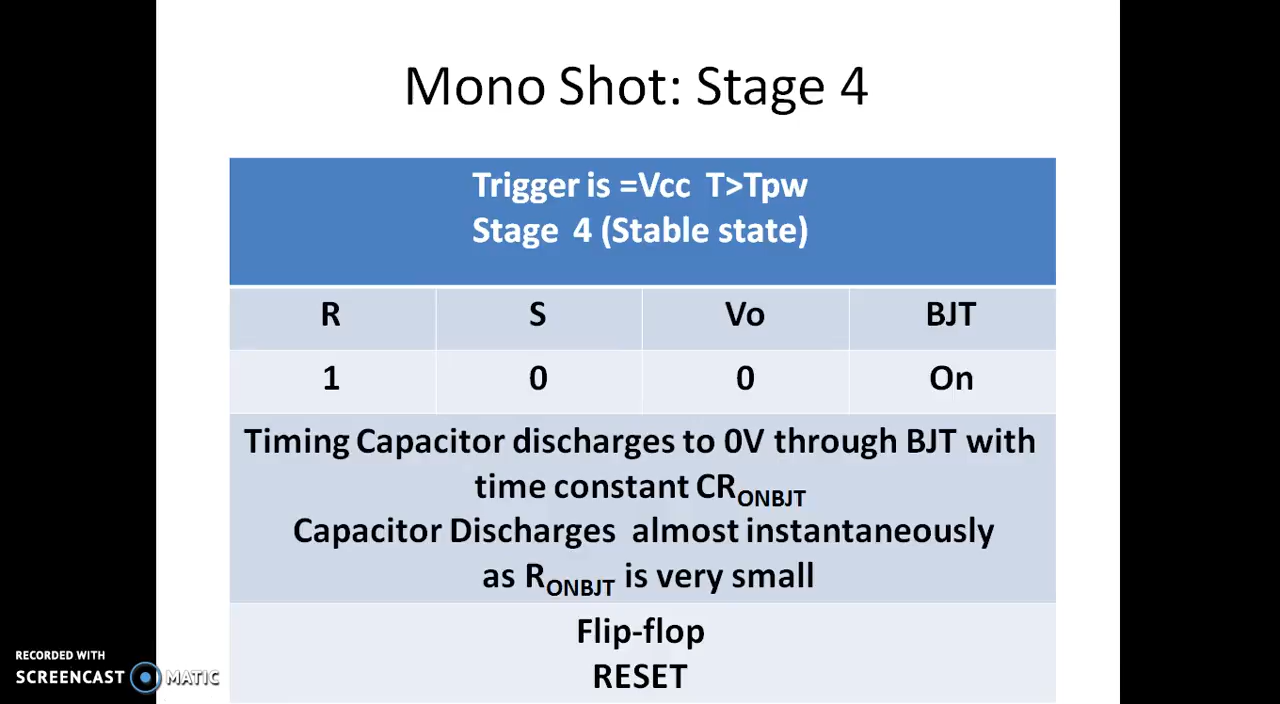 Mono Shot: Stage 4
Trigger is =Vcc T>Tpw
Stage 4 (Stable state)
R S Vo BJT
1 0 0 On
Timing Capacitor discharges to 0V through BJT with
time constant CRONBJT
Capacitor Discharges almost instantaneously
as RONBJT is very small
Flip-flop
RESET
RECORDED WITH
SCREENCAST MATIC